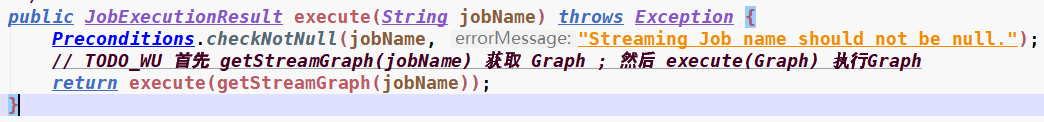 public JobExecutionResult execute(String jobName) throws Exception {
Preconditions.checkNotNull(jobName, errorMessage: "Streaming Job name should not be null.");
// TODO_WU 首先 getStreamGraph(jobName) 获取 Graph ; 然后 execute(Graph) 执行Graph
return execute(getStreamGraph(jobName));
}